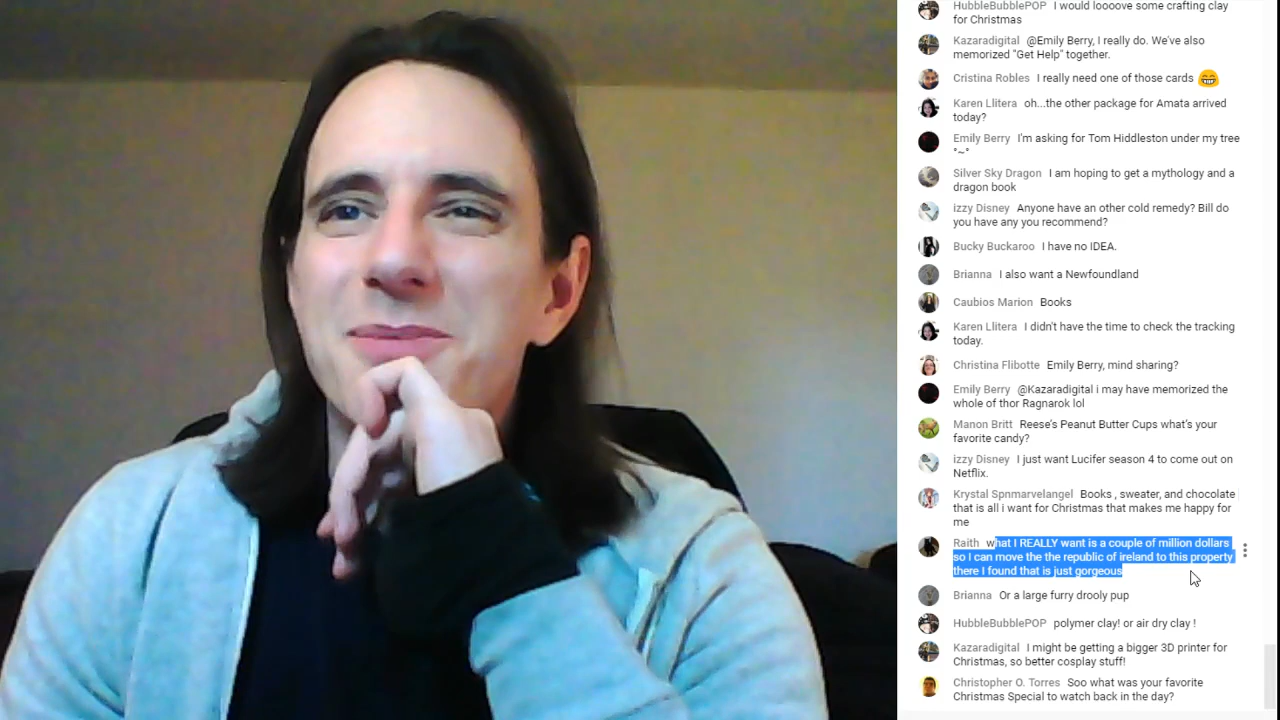 HubbleBubblePOP I would looooove some crafting clay
for Christmas
Kazaradigital @Emily Berry, I really do. We've also
memorized "Get Help" together.
Cristina Robles I really need one of those cards 😁
Karen Llitera oh...the other package for Amata arrived
today?
Emily Berry I'm asking for Tom Hiddleston under my tree
°~°
Silver Sky Dragon I am hoping to get a mythology and a
dragon book
izzy Disney Anyone have an other cold remedy? Bill do
you have any you recommend?
Bucky Buckaroo I have no IDEA.
Brianna I also want a Newfoundland
Caubios Marion Books
Karen Llitera I didn't have the time to check the tracking
today.
Christina Flibotte Emily Berry, mind sharing?
Emily Berry @Kazaradigital i may have memorized the
whole of thor Ragnarok lol
Manon Britt Reese's Peanut Butter Cups what's your
favorite candy?
izzy Disney I just want Lucifer season 4 to come out on
Netflix.
Krystal Spnmarvelangel Books , sweater, and chocolate
that is all i want for Christmas that makes me happy for
me
Raith what I REALLY want is a couple of million dollars
so I can move the the republic of ireland to this property
there I found that is just gorgeous
Brianna Or a large furry drooly pup
HubbleBubblePOP polymer clay! or air dry clay !
Kazaradigital I might be getting a bigger 3D printer for
Christmas, so better cosplay stuff!
Christopher O. Torres Soo what was your favorite
Christmas Special to watch back in the day?